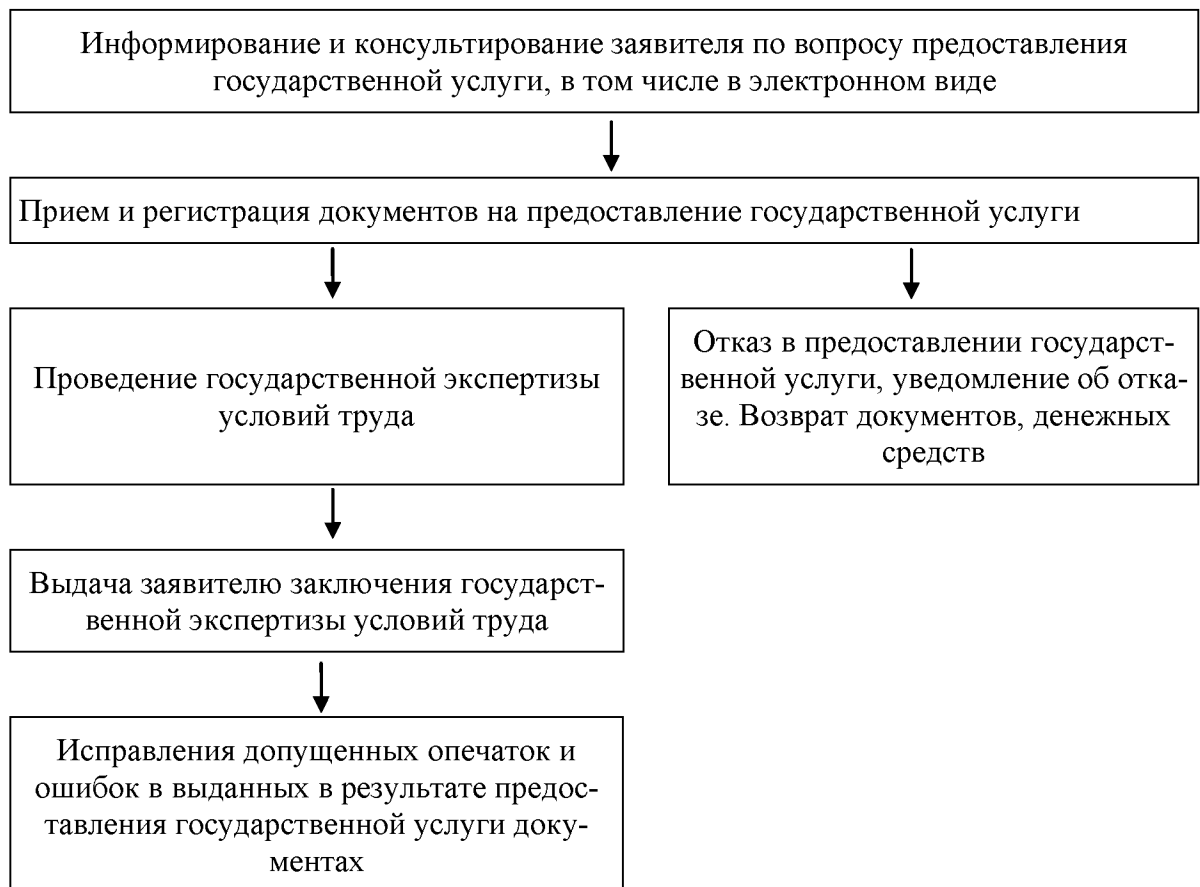 Информирование и консультирование заявителя по вопросу предоставления
государственной услуги, в том числе в электронном виде
Прием и регистрация документов на предоставление государственной услуги
Проведение государственной экспертизы
условий труда
Отказ в предоставлении государст-
венной услуги, уведомление об отка-
зе. Возврат документов, денежных
средств
Выдача заявителю заключения государст-
венной экспертизы условий труда
Исправления допущенных опечаток и
ошибок в выданных в результате предос-
тавления государственной услуги доку-
ментах